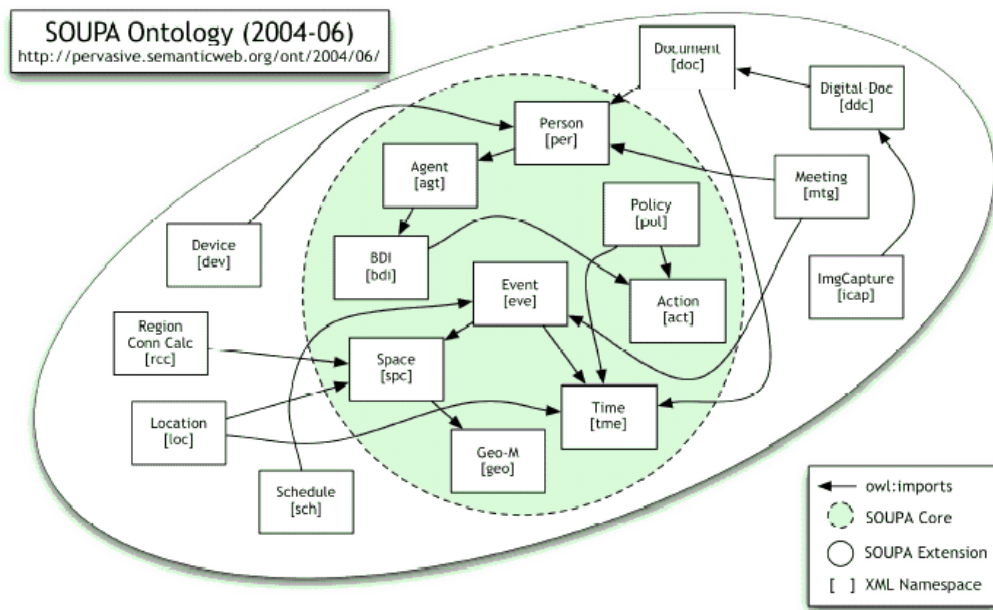 SOUPA Ontology (2004-06)
http://pervasive.semanticweb.org/ont/2004/06/
Document
[doc]
Digital-Doc
[ddc]
Person
[per]
Agent
[agt]
Meeting
[mtg]
Policy
[pol]
Device
[dev]
BDI
[bdi]
ImgCapture
[icap]
Event
[eve]
Action
[act]
Region
Conn Calc
[rcc]
Space
[spc]
Location
[loc]
Time
[tme]
Geo-M
[geo]
Schedule
[sch]
owl:imports
SOUPA Core
SOUPA Extension
[ ] XML Namespace